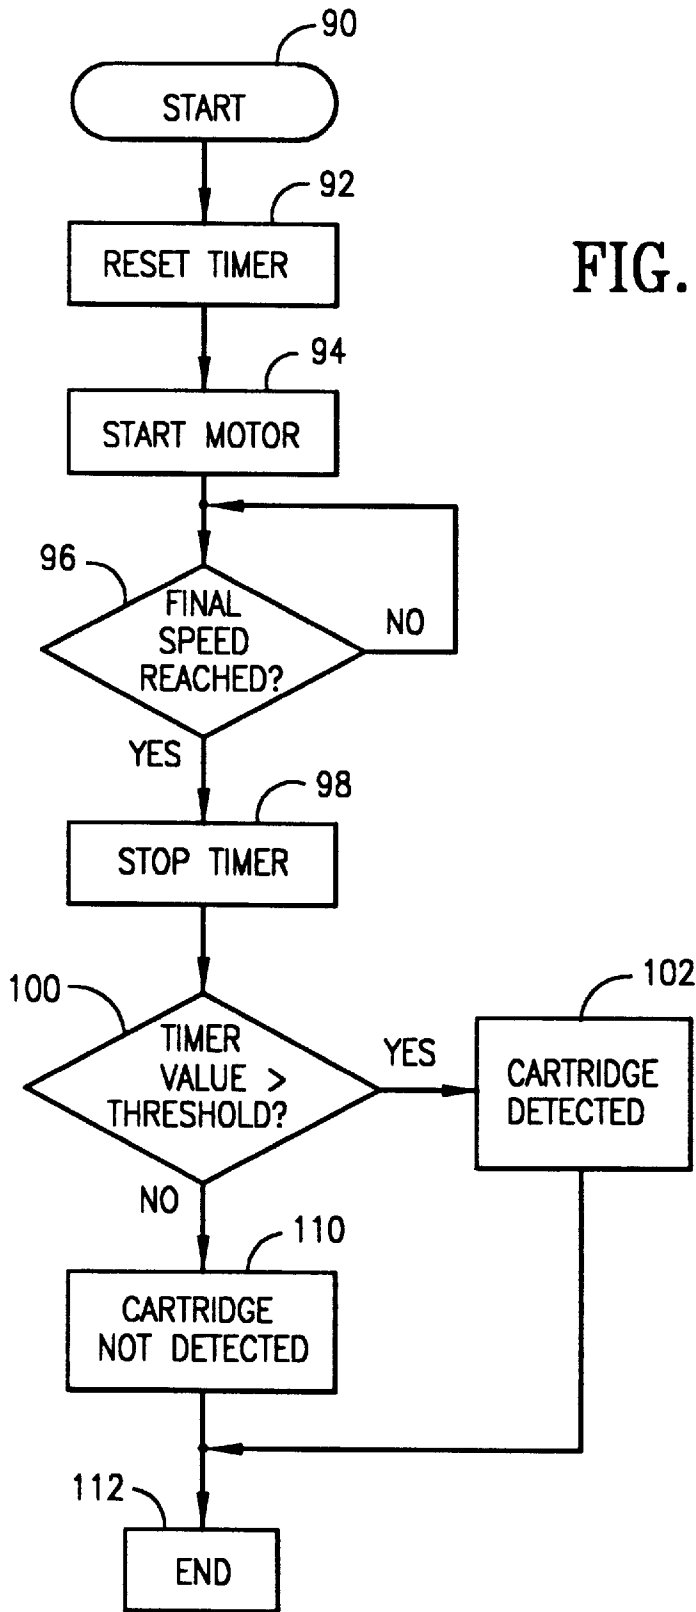 90
START
92
RESET TIMER
FIG.
94
START MOTOR
96
FINAL
SPEED
REACHED?
NO
YES
98
STOP TIMER
100
TIMER
VALUE >
THRESHOLD?
YES
102
CARTRIDGE
DETECTED
NO
110
CARTRIDGE
NOT DETECTED
112
END